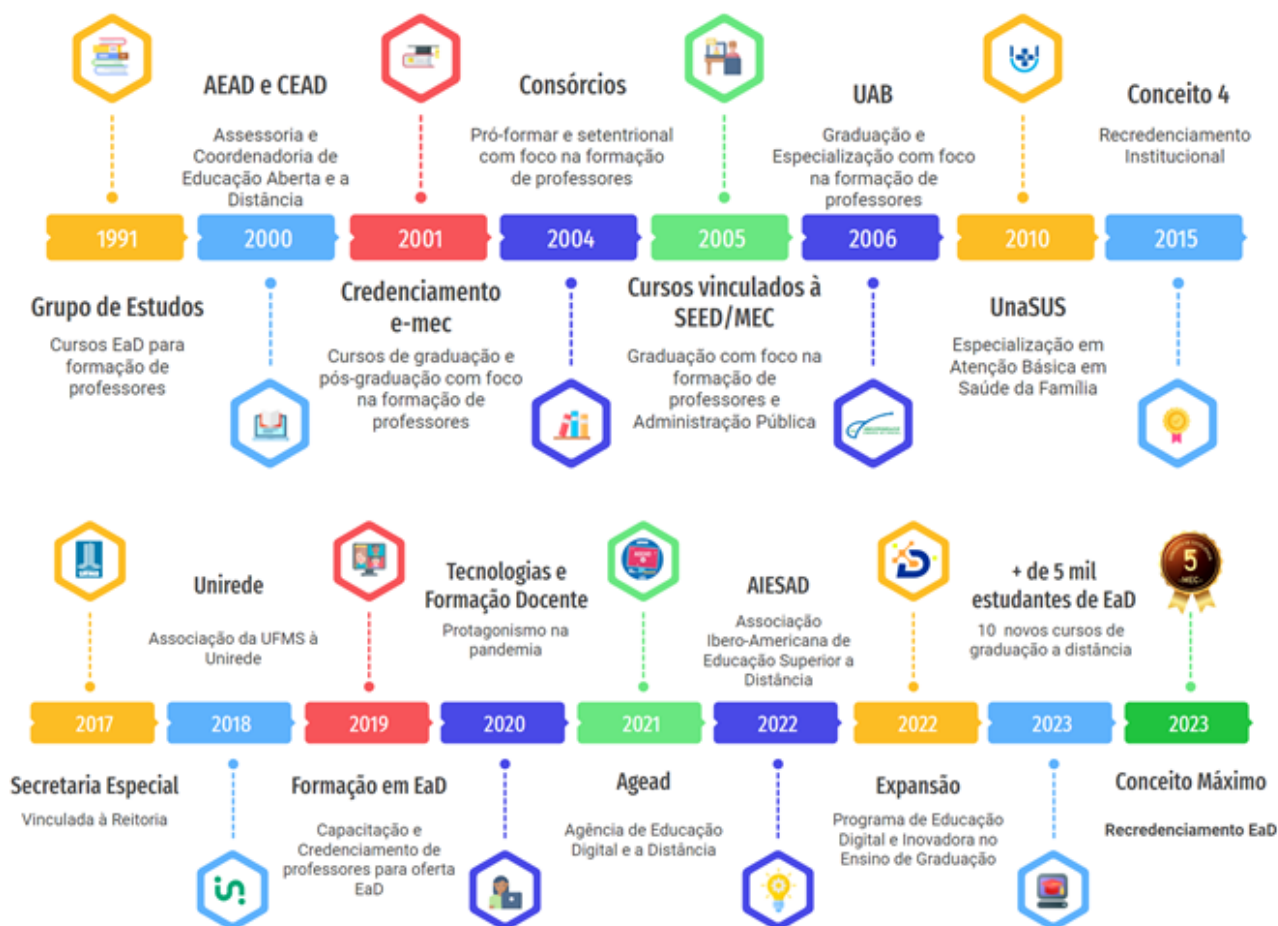 AEAD e CEAD
Assessoria e
Coordenadoria de
Educação Aberta e a
Distância
Consórcios
Pró-formar e setentrional
com foco na formação
de professores
UAB
Graduação e
Especialização com foco
na formação de
professores
Conceito 4
Recredenciamento
Institucional
1991
2000
2001
2004
2005
2006
2010
2015
Grupo de Estudos
Cursos EaD para
formação de
professores
Credenciamento
e-mec
Cursos de graduação e
pós-graduação com foco
na formação de
professores
Cursos vinculados à
SEED/MEC
Graduação com foco na
formação de
professores e
Administração Pública
UnaSUS
Especialização em
Atenção Básica em
Saúde da Família
Unirede
Associação da UFMS à
Unirede
Tecnologias e
Formação Docente
Protagonismo na
pandemia
AIESAD
Associação
Ibero-Americana de
Educação Superior a
Distância
+ de 5 mil
estudantes de EaD
10 novos cursos de
graduação a distância
5
MEC
2017
2018
2019
2020
2021
2022
2022
2023
2023
Secretaria Especial
Vinculada à Reitoria
Formação em EaD
Capacitação e
Credenciamento de
professores para oferta
EaD
Agead
Agência de Educação
Digital e a Distância
Expansão
Programa de Educação
Digital e Inovadora no
Ensino de Graduação
Conceito Máximo
Recredenciamento EaD